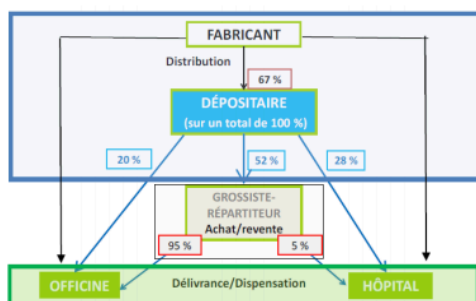 FABRICANT
Distribution
67 %
DÉPOSITAIRE
(sur un total de 100 %)
20 %
52 %
28 %
GROSSISTE-
RÉPARTITEUR
Achat/revente
95 %
5 %
OFFICINE
Délivrance/Dispensation
HÔPITAL